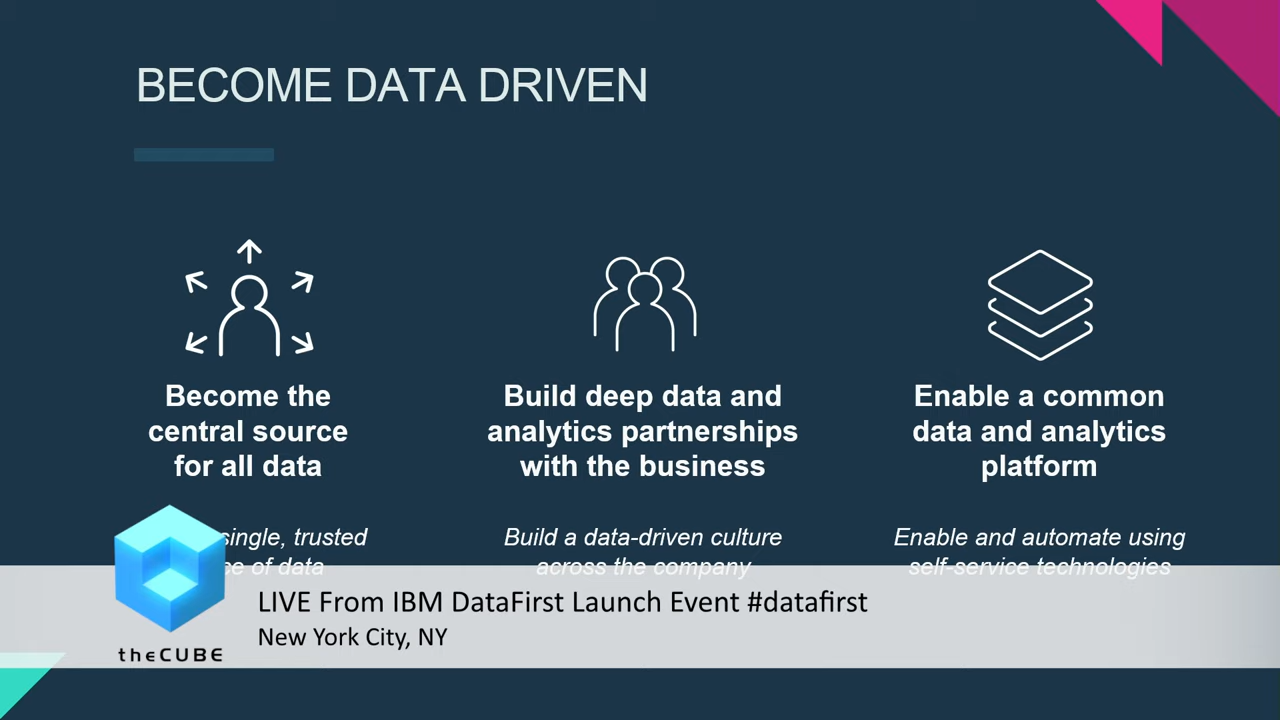 BECOME DATA DRIVEN
Become the
central source
for all data
single, trusted
of data
Build deep data and
analytics partnerships
with the business
Build a data-driven culture
across the company
Enable a common
data and analytics
platform
Enable and automate using
self-service technologies
LIVE From IBM DataFirst Launch Event #datafirst
New York City, NY
theCUBE